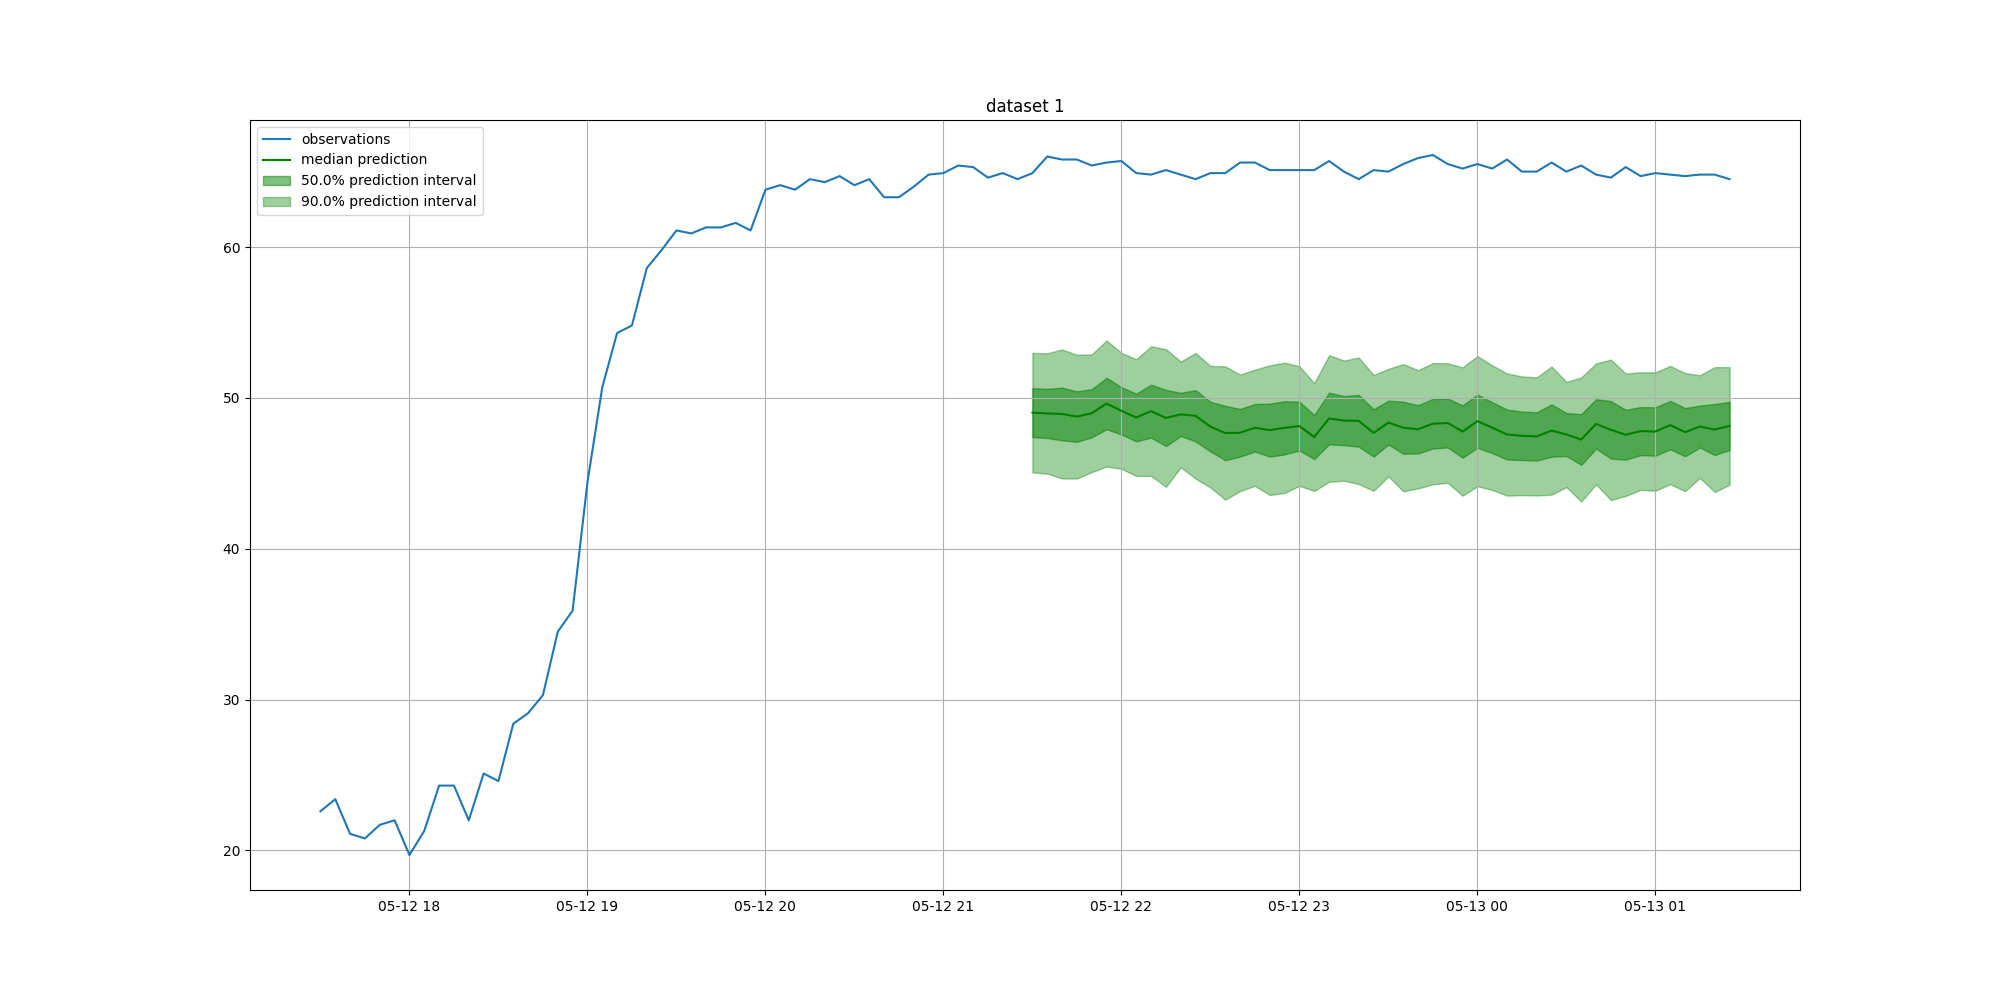 dataset 1
observations
median prediction
50.0% prediction interval
90.0% prediction interval
60
50
40
30
20
05-12 18
05-12 19
05-12 20
05-12 21
05-12 22
05-12 23
05-13 00
05-13 01